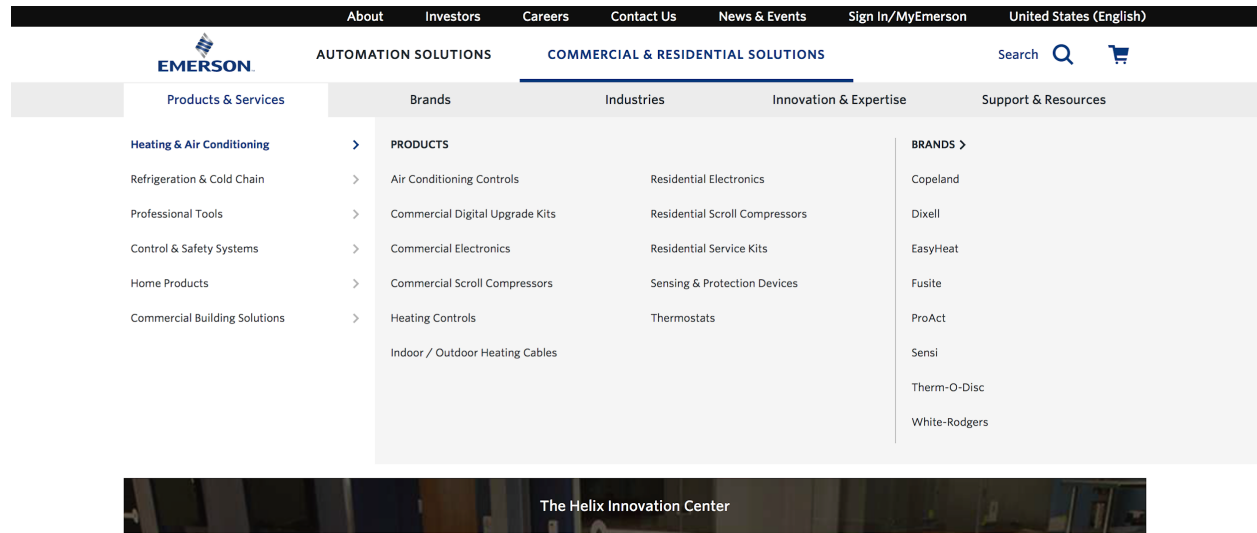 About Investors Careers Contact Us News & Events Sign In/MyEmerson United States (English)
EMERSON
AUTOMATION SOLUTIONS COMMERCIAL & RESIDENTIAL SOLUTIONS Search
Products & Services Brands Industries Innovation & Expertise Support & Resources
Heating & Air Conditioning
Refrigeration & Cold Chain
Professional Tools
Control & Safety Systems
Home Products
Commercial Building Solutions
PRODUCTS
Air Conditioning Controls
Commercial Digital Upgrade Kits
Commercial Electronics
Commercial Scroll Compressors
Heating Controls
Indoor / Outdoor Heating Cables
Residential Electronics
Residential Scroll Compressors
Residential Service Kits
Sensing & Protection Devices
Thermostats
BRANDS
Copeland
Dixell
EasyHeat
Fusite
ProAct
Sensi
Therm-O-Disc
White-Rodgers
The Helix Innovation Center